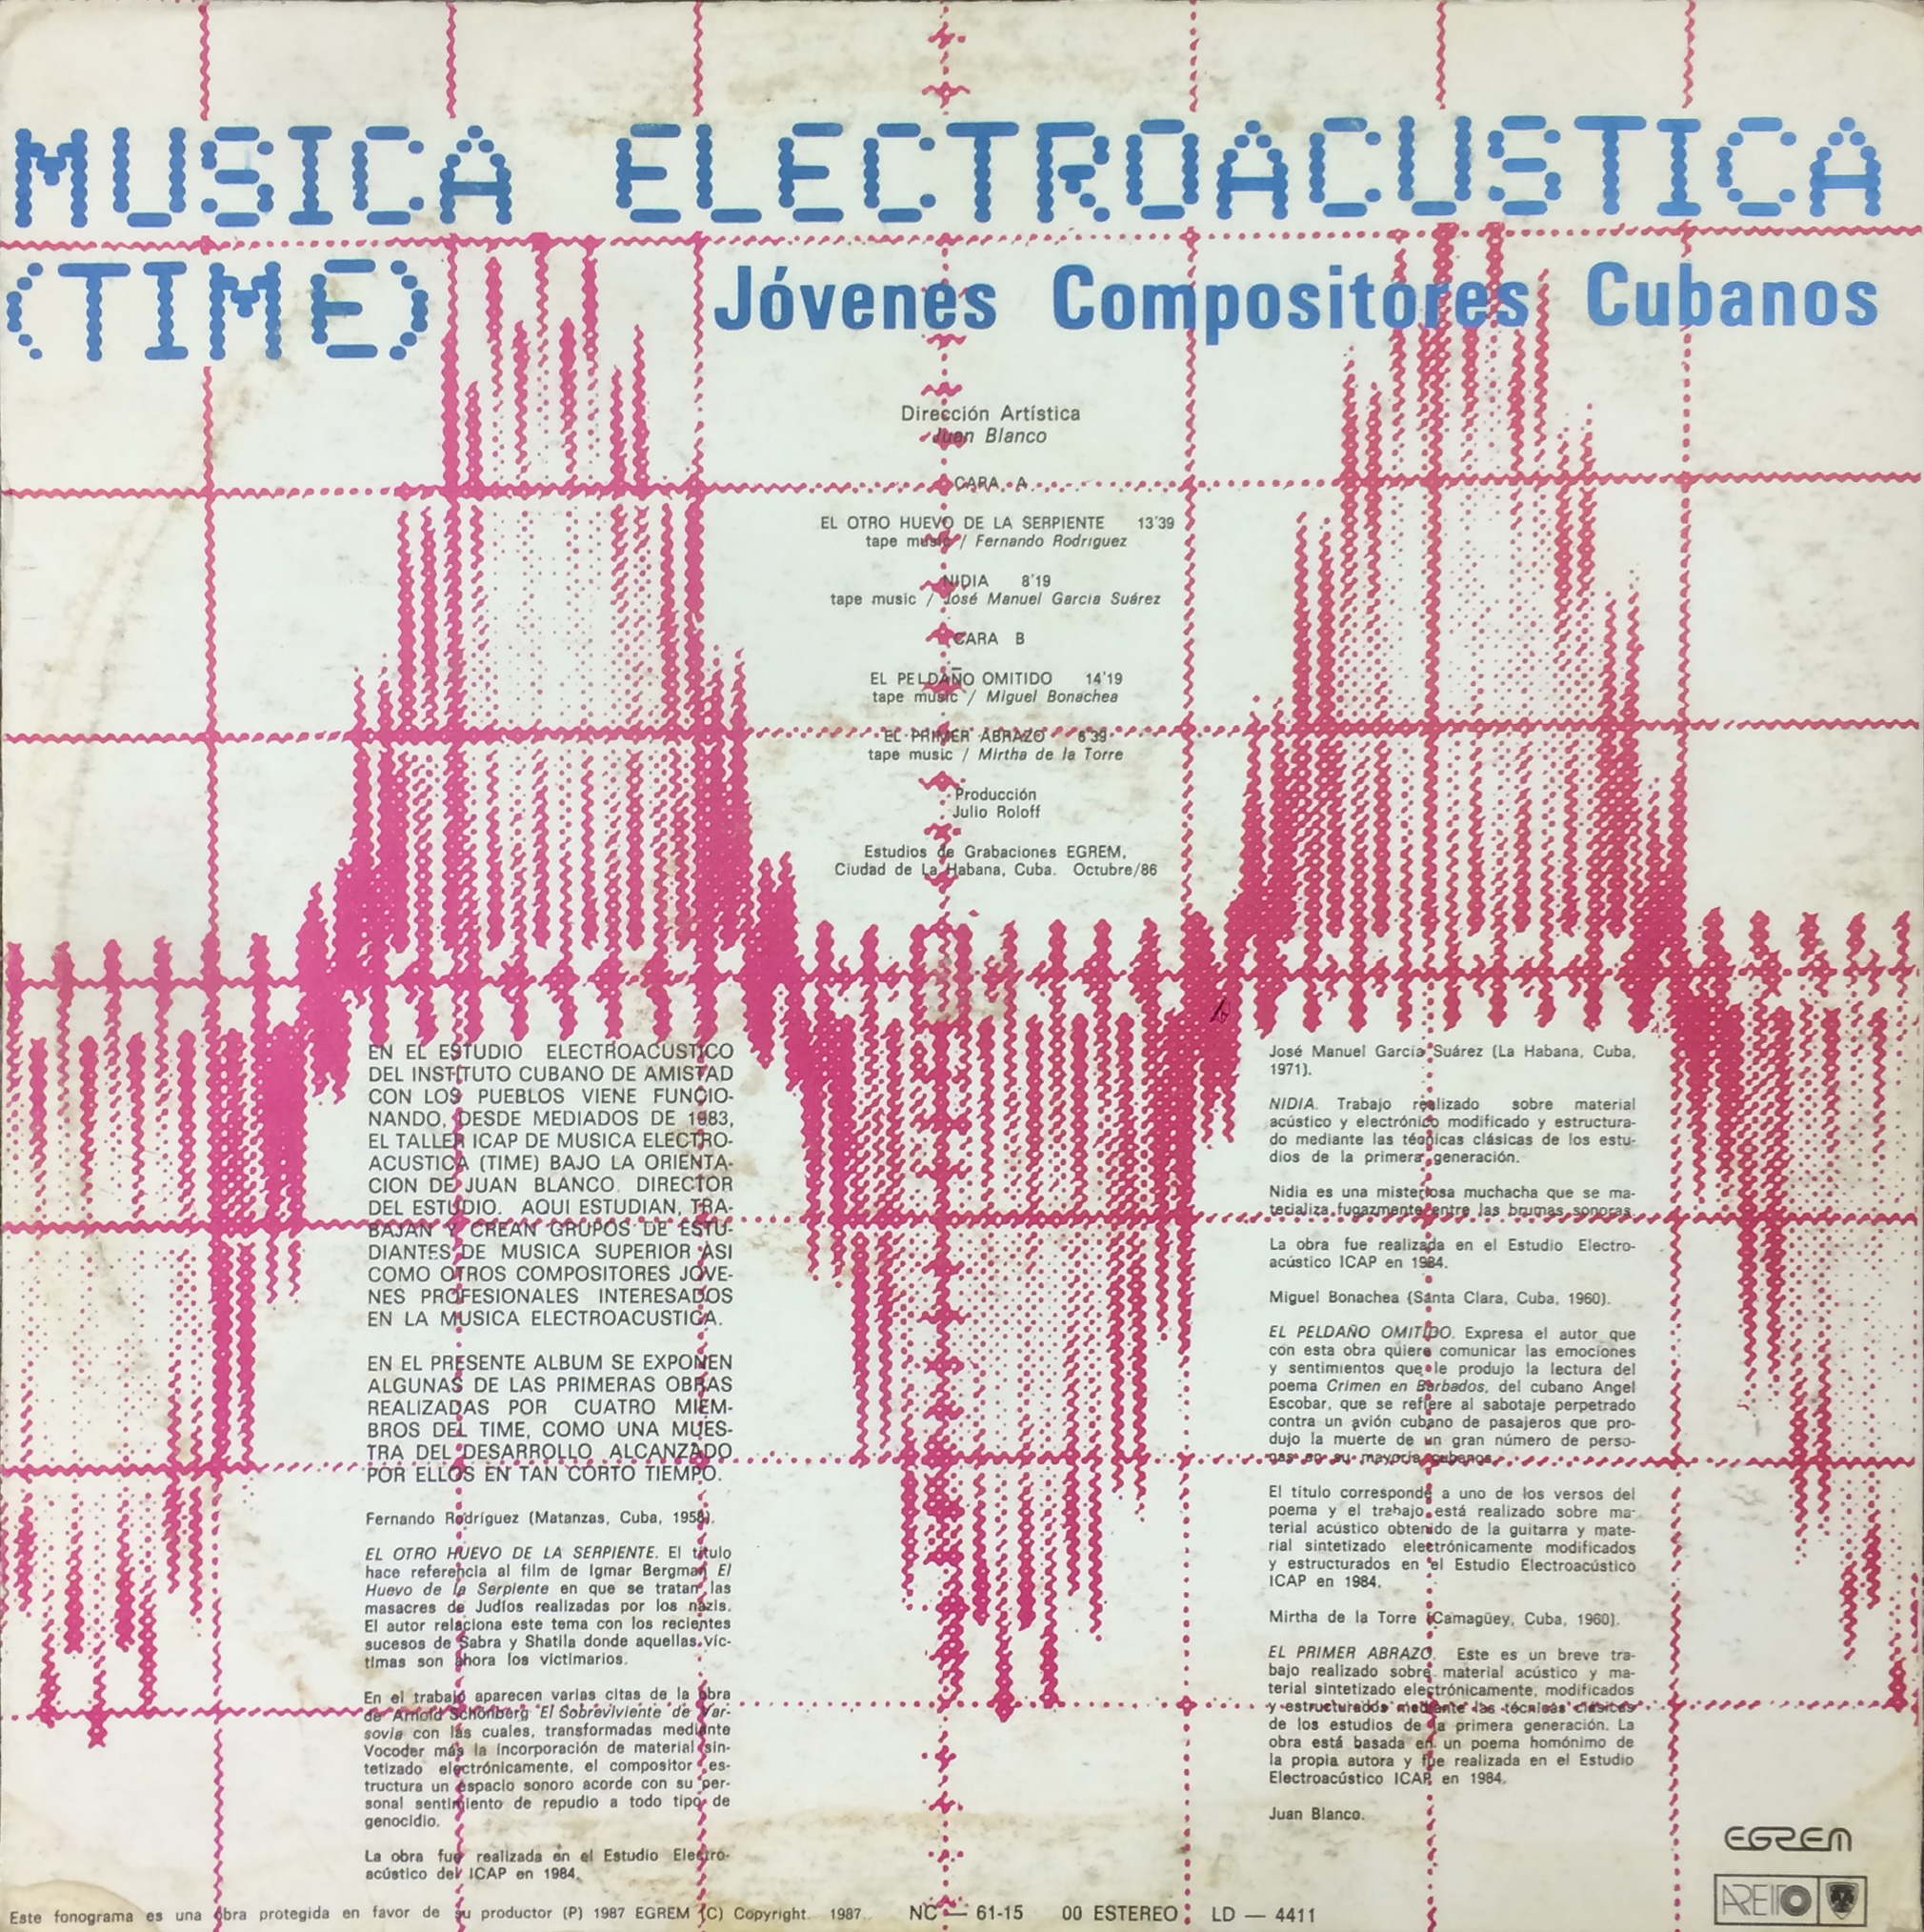 MUSICA ELECTROACUSTICA
(TIME) Jóvenes Compositores Cubanos
Dirección Artística
Juan Blanco
CARA A
EL OTRO HUEVO DE LA SERPIENTE 13'39
tape music / Fernando Rodríguez
NIDIA 8'19
tape music / José Manuel García Suárez
CARA B
EL PELDAÑO OMITIDO 14'19
tape music / Miguel Bonachea
EL PRIMER ABRAZO 6'39
tape music / Mirtha de la Torre
Producción
Julio Roloff
Estudios de Grabaciones EGREM,
Ciudad de La Habana, Cuba. Octubre/86
EN EL ESTUDIO ELECTROACUSTICO
DEL INSTITUTO CUBANO DE AMISTAD
CON LOS PUEBLOS VIENE FUNCIO-
NANDO, DESDE MEDIADOS DE 1983,
EL TALLER ICAP DE MUSICA ELECTRO-
ACUSTICA (TIME) BAJO LA ORIENTA-
CION DE JUAN BLANCO. DIRECTOR
DEL ESTUDIO. AQUI ESTUDIAN, TRA-
BAJAN Y CREAN GRUPOS DE ESTU-
DIANTES DE MUSICA SUPERIOR ASI
COMO OTROS COMPOSITORES JOVE-
NES PROFESIONALES INTERESADOS
EN LA MUSICA ELECTROACUSTICA.
EN EL PRESENTE ALBUM SE EXPONEN
ALGUNAS DE LAS PRIMERAS OBRAS
REALIZADAS POR CUATRO MIEM-
BROS DEL TIME, COMO UNA MUES-
TRA DEL DESARROLLO ALCANZADO
POR ELLOS EN TAN CORTO TIEMPO.
Fernando Rodríguez (Matanzas, Cuba, 1958).
EL OTRO HUEVO DE LA SERPIENTE. El título
hace referencia al film de Igmar Bergman El
Huevo de la Serpiente en que se tratan las
masacres de Judíos realizadas por los nazis.
El autor relaciona este tema con los recientes
sucesos de Sabra y Shatila donde aquellas víc-
timas son ahora los victimarios.
En el trabajo aparecen varias citas de la obra
de Arnold Schönberg El Sobreviviente de Var-
sovia con las cuales, transformadas mediante
Vocoder más la incorporación de material sin-
tetizado electrónicamente, el compositor es-
tructura un espacio sonoro acorde con su per-
sonal sentimiento de repudio a todo tipo de
genocidio.
La obra fue realizada en el Estudio Electro-
acústico del ICAP en 1984.
José Manuel García Suárez (La Habana, Cuba,
1971).
NIDIA. Trabajo realizado sobre material
acústico y electrónico modificado y estructura-
do mediante las técnicas clásicas de los estu-
dios de la primera generación.
Nidia es una misteriosa muchacha que se ma-
terializa fugazmente entre las brumas sonoras.
La obra fue realizada en el Estudio Electro-
acústico ICAP en 1984.
Miguel Bonachea (Santa Clara, Cuba, 1960).
EL PELDAÑO OMITIDO. Expresa el autor que
con esta obra quiere comunicar las emociones
y sentimientos que le produjo la lectura del
poema Crimen en Barbados, del cubano Angel
Escobar, que se refiere al sabotaje perpetrado
contra un avión cubano de pasajeros que pro-
dujo la muerte de un gran número de perso-
nas en su mayoría cubanos.
El título corresponde a uno de los versos del
poema y el trabajo está realizado sobre ma-
terial acústico obtenido de la guitarra y mate-
rial sintetizado electrónicamente modificados
y estructurados en el Estudio Electroacústico
ICAP en 1984.
Mirtha de la Torre (Camagüey, Cuba, 1960).
EL PRIMER ABRAZO. Este es un breve tra-
bajo realizado sobre material acústico y ma-
terial sintetizado electrónicamente, modificados
y estructurados mediante las técnicas clásicas
de los estudios de la primera generación. La
obra está basada en un poema homónimo de
la propia autora y fue realizada en el Estudio
Electroacústico ICAP en 1984.
Juan Blanco.
EGREM
AREITO
Este fonograma es una obra protegida en favor de su productor (P) 1987 EGREM (C) Copyright. 1987. NC — 61-15 00 ESTEREO LD — 4411